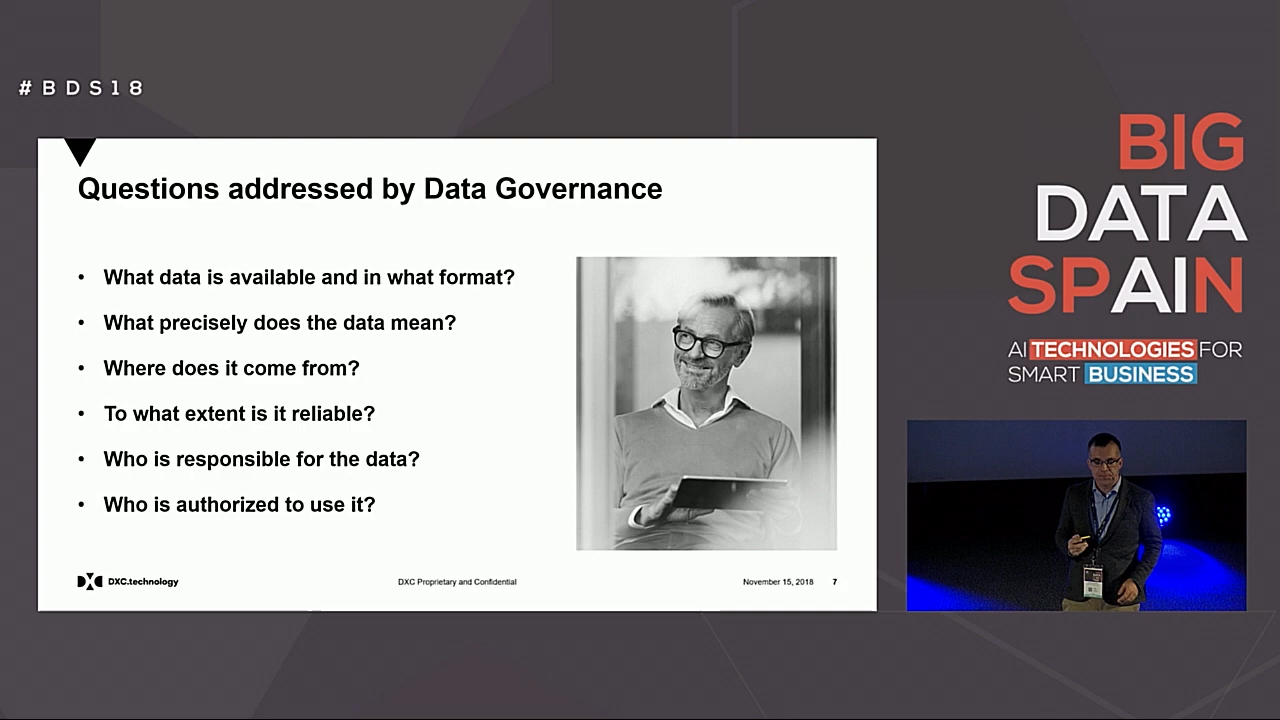 #BDS18
Questions addressed by Data Governance
• What data is available and in what format?
• What precisely does the data mean?
• Where does it come from?
• To what extent is it reliable?
• Who is responsible for the data?
• Who is authorized to use it?
DXC.technology
DXC Proprietary and Confidential
November 15, 2018 7
BIG
DATA
SPAIN
AI TECHNOLOGIES FOR
SMART BUSINESS